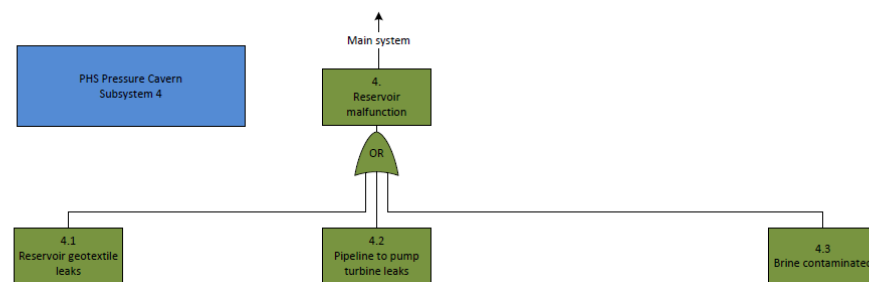 Main system
PHS Pressure Cavern
Subsystem 4
4.
Reservoir
malfunction
OR
4.1
Reservoir geotextile
leaks
4.2
Pipeline to pump
turbine leaks
4.3
Brine contaminated